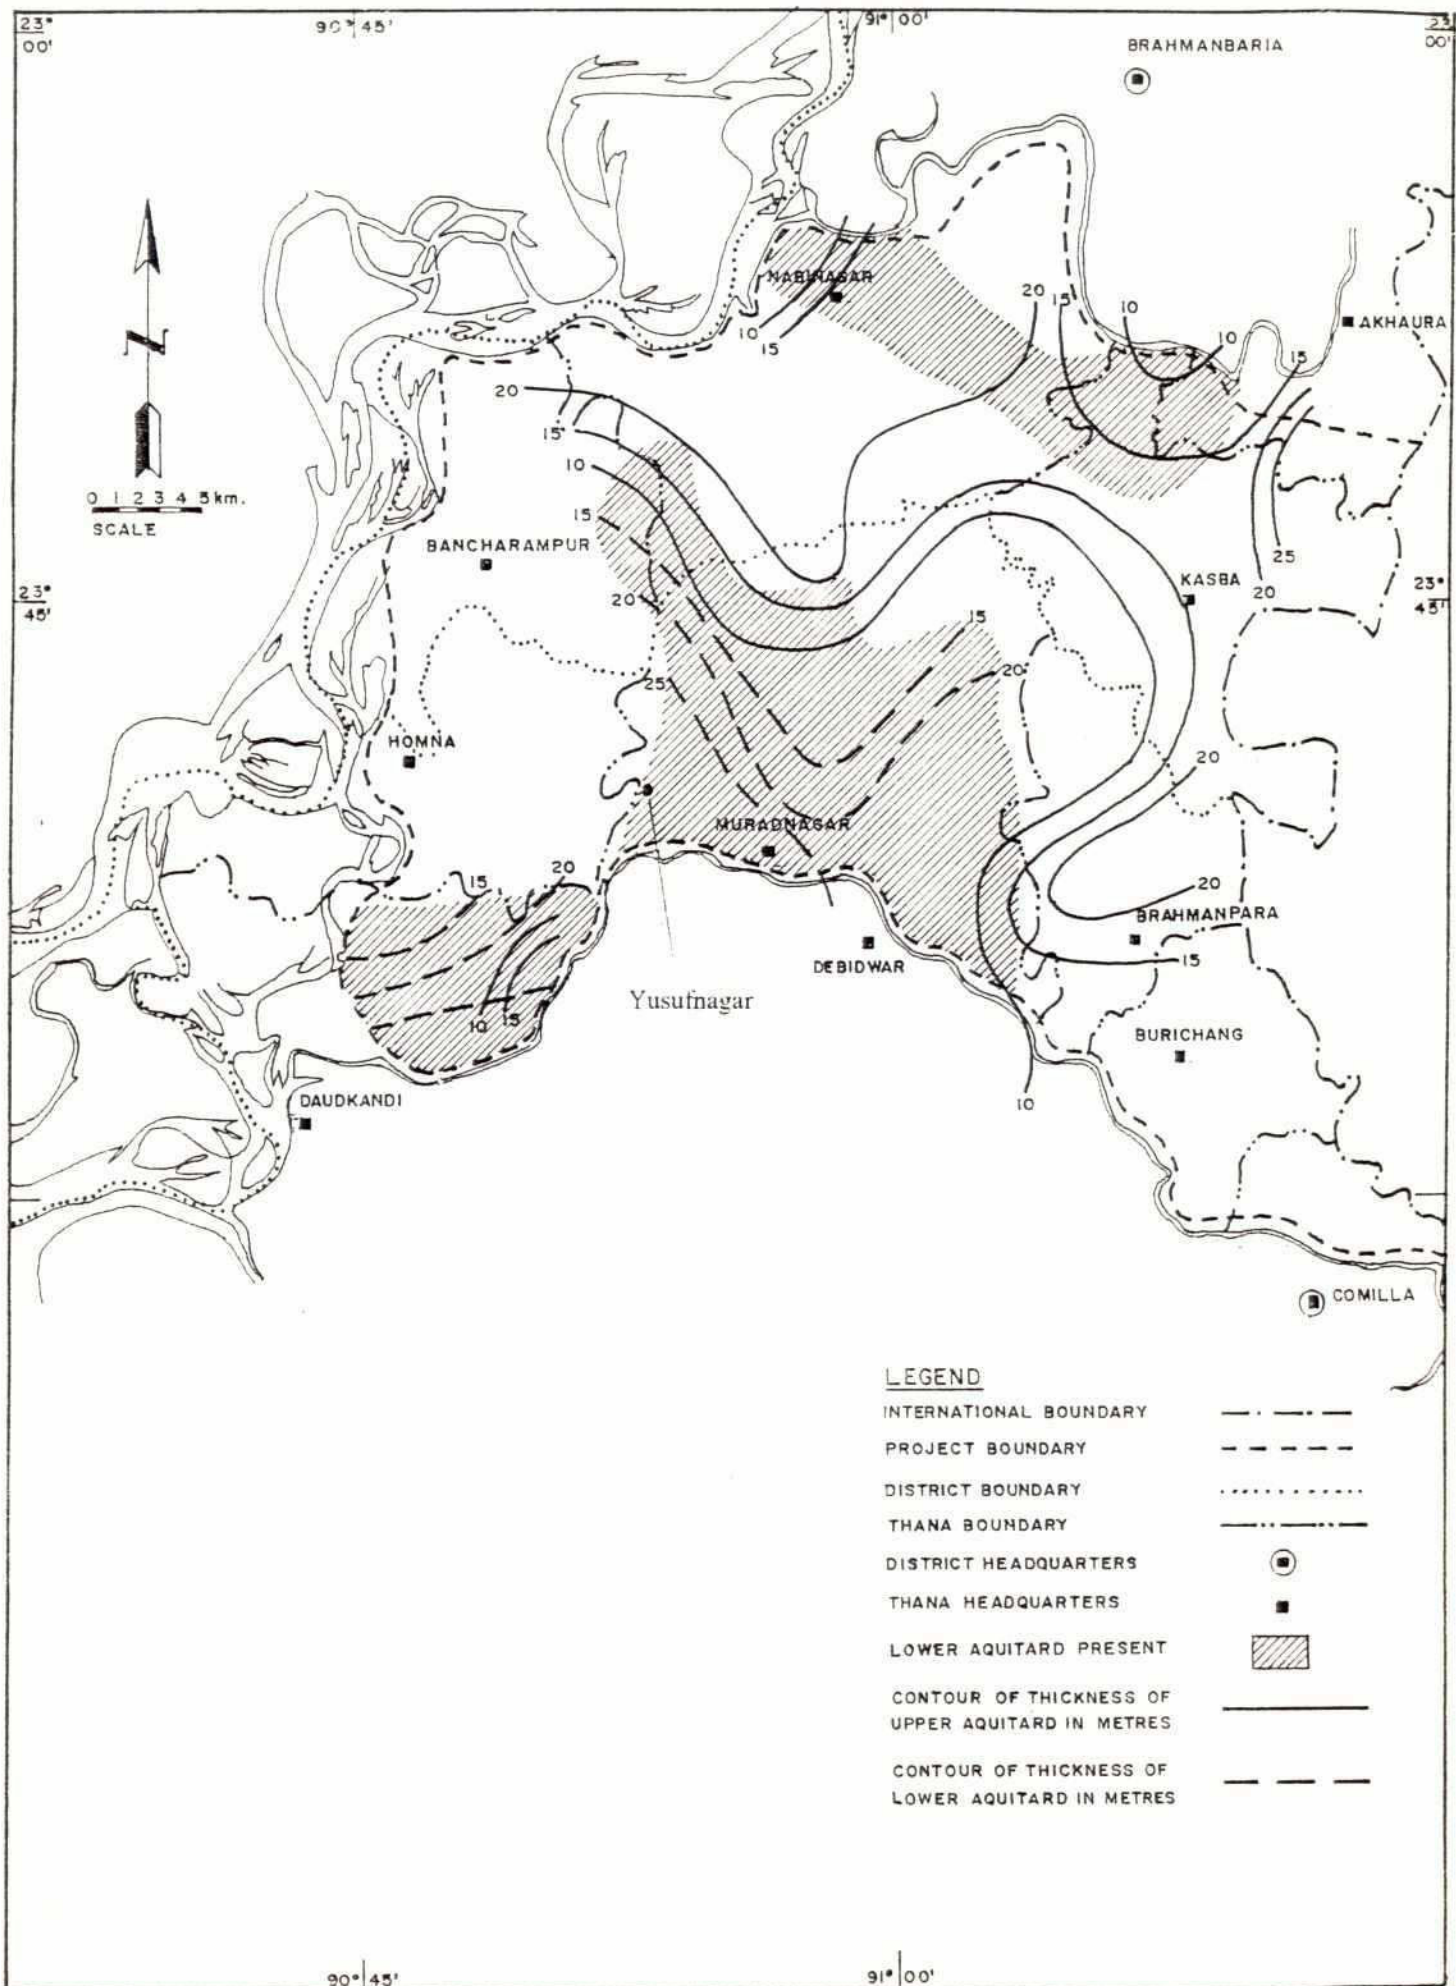 23°
00'
90° 45'
91° 00'
23°
00'
BRAHMANBARIA
NABINAGAR
AKHAURA
20
15
10
10
15
10
15
20
15
10
N
0 1 2 3 4 5 km.
SCALE
15
BANCHARAMPUR
25
KASBA
20
23°
45'
23°
45'
20
15
20
25
HOMNA
20
MURADNAGAR
15
20
20
BRAHMANPARA
DEBIDWAR
15
Yusufnagar
10
15
BURICHANG
DAUDKANDI
10
COMILLA
LEGEND
INTERNATIONAL BOUNDARY
PROJECT BOUNDARY
DISTRICT BOUNDARY
THANA BOUNDARY
DISTRICT HEADQUARTERS
THANA HEADQUARTERS
LOWER AQUITARD PRESENT
CONTOUR OF THICKNESS OF
UPPER AQUITARD IN METRES
CONTOUR OF THICKNESS OF
LOWER AQUITARD IN METRES
90° 45'
91° 00'